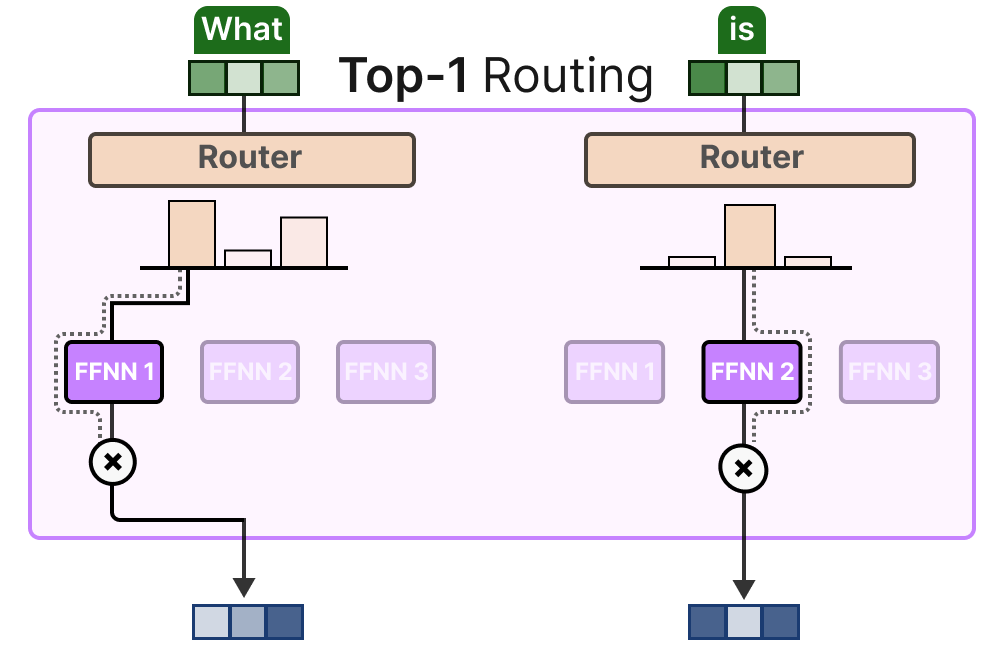 What
is
Top-1 Routing
Router
Router
FFNN 1
FFNN 2
FFNN 3
FFNN 1
FFNN 2
FFNN 3